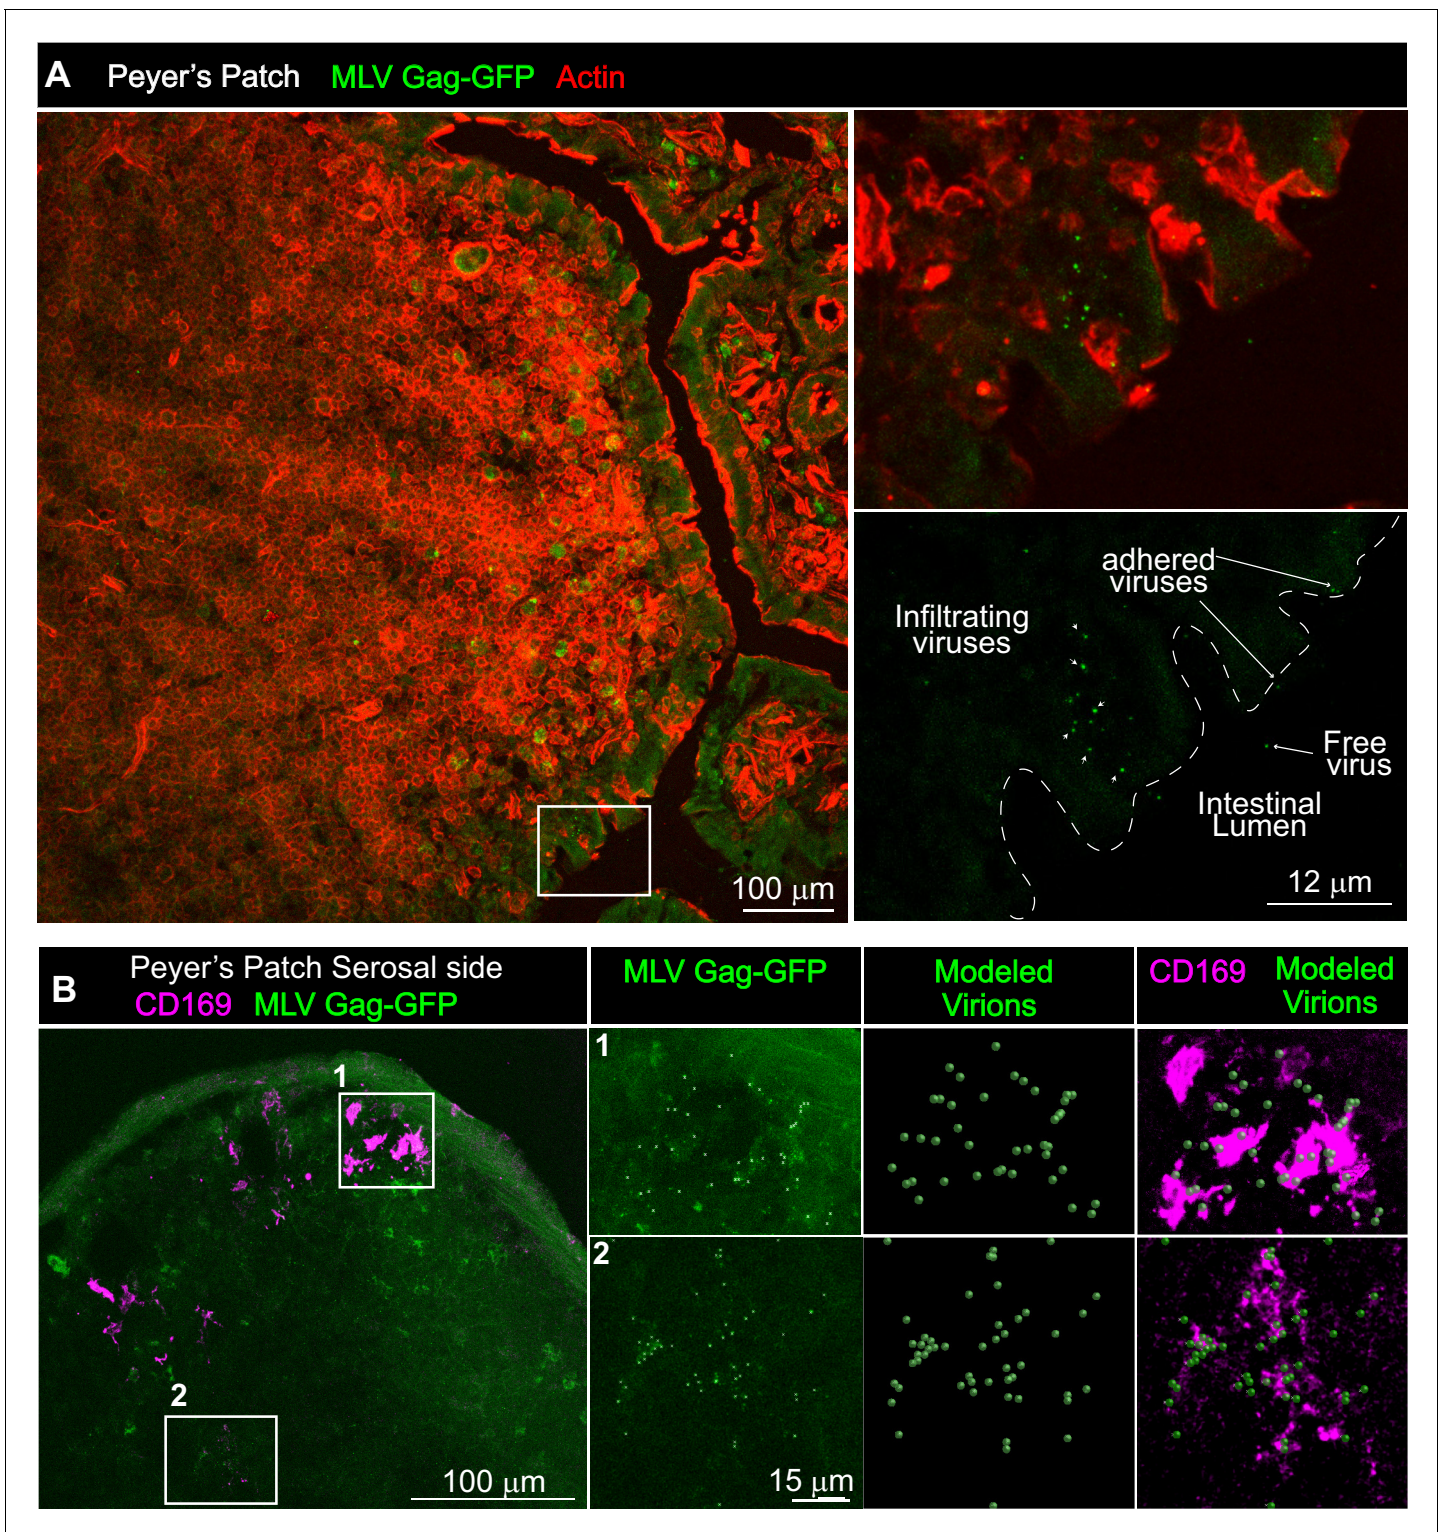 A Peyer's Patch MLV Gag-GFP Actin
100 μm
adhered
viruses
Infiltrating
viruses
Free
virus
Intestinal
Lumen
12 μm
B
Peyer's Patch Serosal side
CD169 MLV Gag-GFP
MLV Gag-GFP
Modeled
Virions
CD169 Modeled
Virions
1
2
100 μm
1
2
15 μm